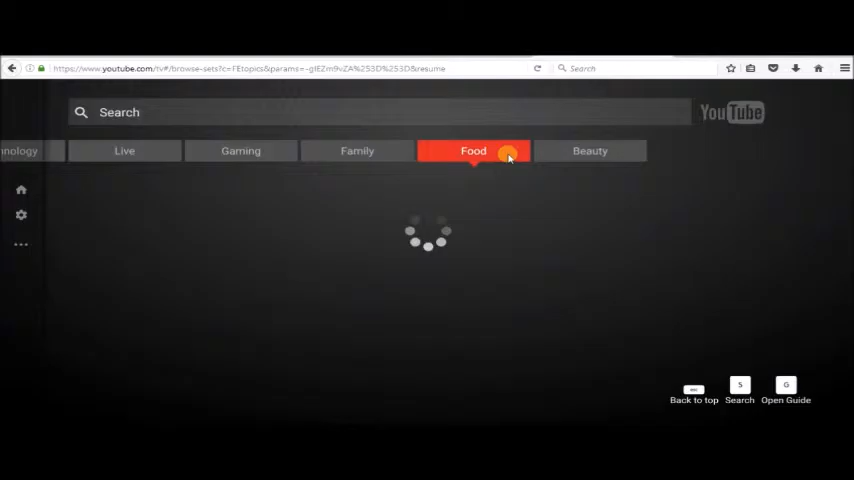 https://www.youtube.com/tv#/browse-sets?c=FEtopics&params=-gIEZm9vZA%253D%253D&resume
Search
Search
YouTube
nology
Live
Gaming
Family
Food
Beauty
esc
S
G
Back to top
Search
Open Guide